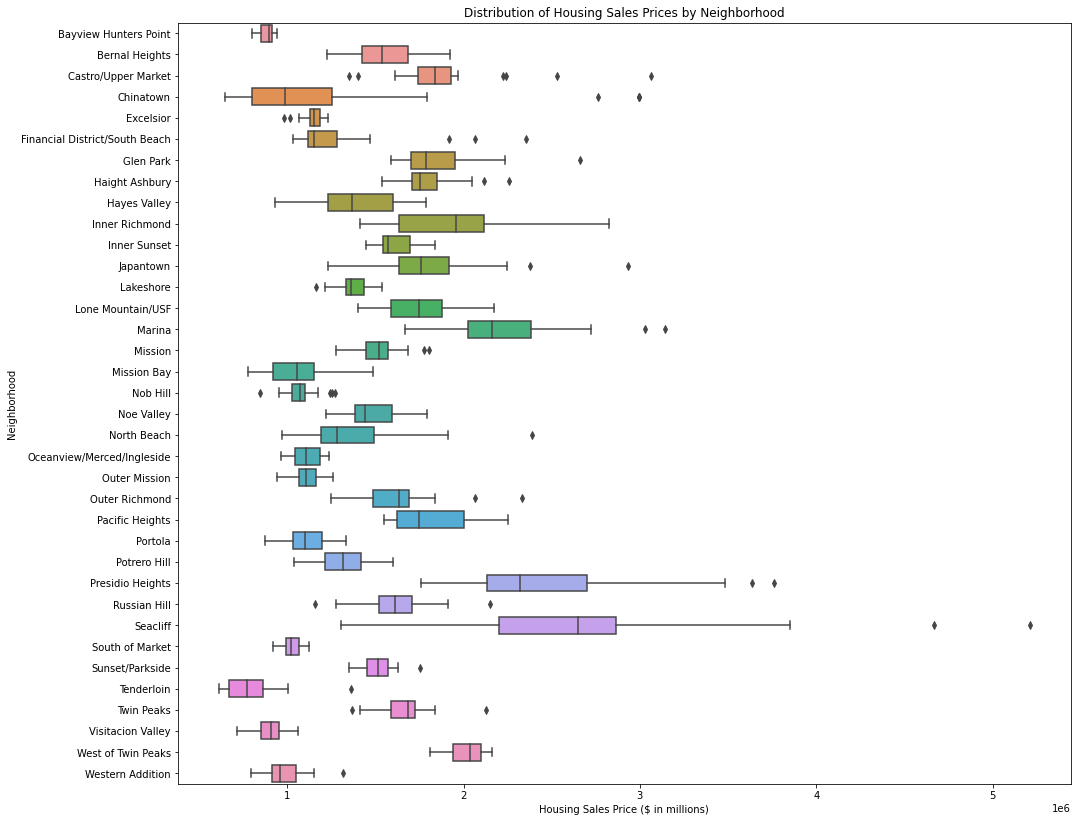 Distribution of Housing Sales Prices by Neighborhood
Neighborhood
Bayview Hunters Point
Bernal Heights
Castro/Upper Market
Chinatown
Excelsior
Financial District/South Beach
Glen Park
Haight Ashbury
Hayes Valley
Inner Richmond
Inner Sunset
Japantown
Lakeshore
Lone Mountain/USF
Marina
Mission
Mission Bay
Nob Hill
Noe Valley
North Beach
Oceanview/Merced/Ingleside
Outer Mission
Outer Richmond
Pacific Heights
Portola
Potrero Hill
Presidio Heights
Russian Hill
Seacliff
South of Market
Sunset/Parkside
Tenderloin
Twin Peaks
Visitacion Valley
West of Twin Peaks
Western Addition
1 2 3 4 5
1e6
Housing Sales Price ($ in millions)